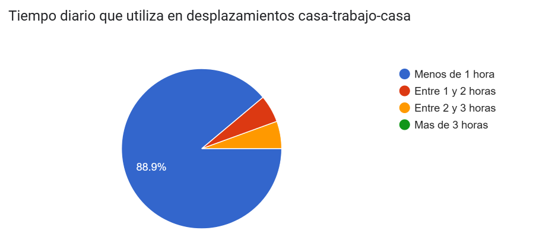 Tiempo diario que utiliza en desplazamientos casa-trabajo-casa
Menos de 1 hora
Entre 1 y 2 horas
Entre 2 y 3 horas
Mas de 3 horas
88.9%